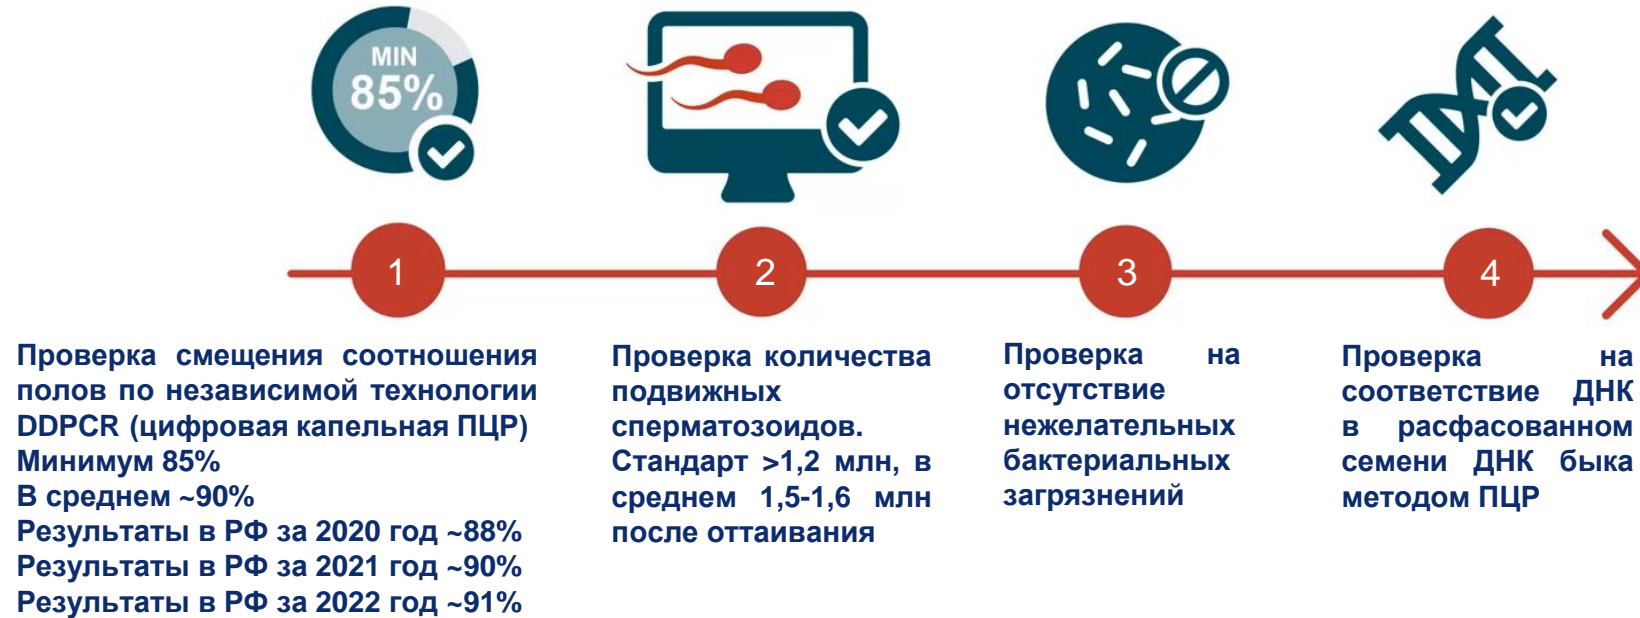 MIN
85%
1
2
3
4
Проверка смещения соотношения
полов по независимой технологии
DDPCR (цифровая капельная ПЦР)
Минимум 85%
В среднем ~90%
Результаты в РФ за 2020 год ~88%
Результаты в РФ за 2021 год ~90%
Результаты в РФ за 2022 год ~91%
Проверка количества
подвижных
сперматозоидов.
Стандарт >1,2 млн, в
среднем 1,5-1,6 млн
после оттаивания
Проверка на
отсутствие
нежелательных
бактериальных
загрязнений
Проверка на
соответствие ДНК
в расфасованном
семени ДНК быка
методом ПЦР